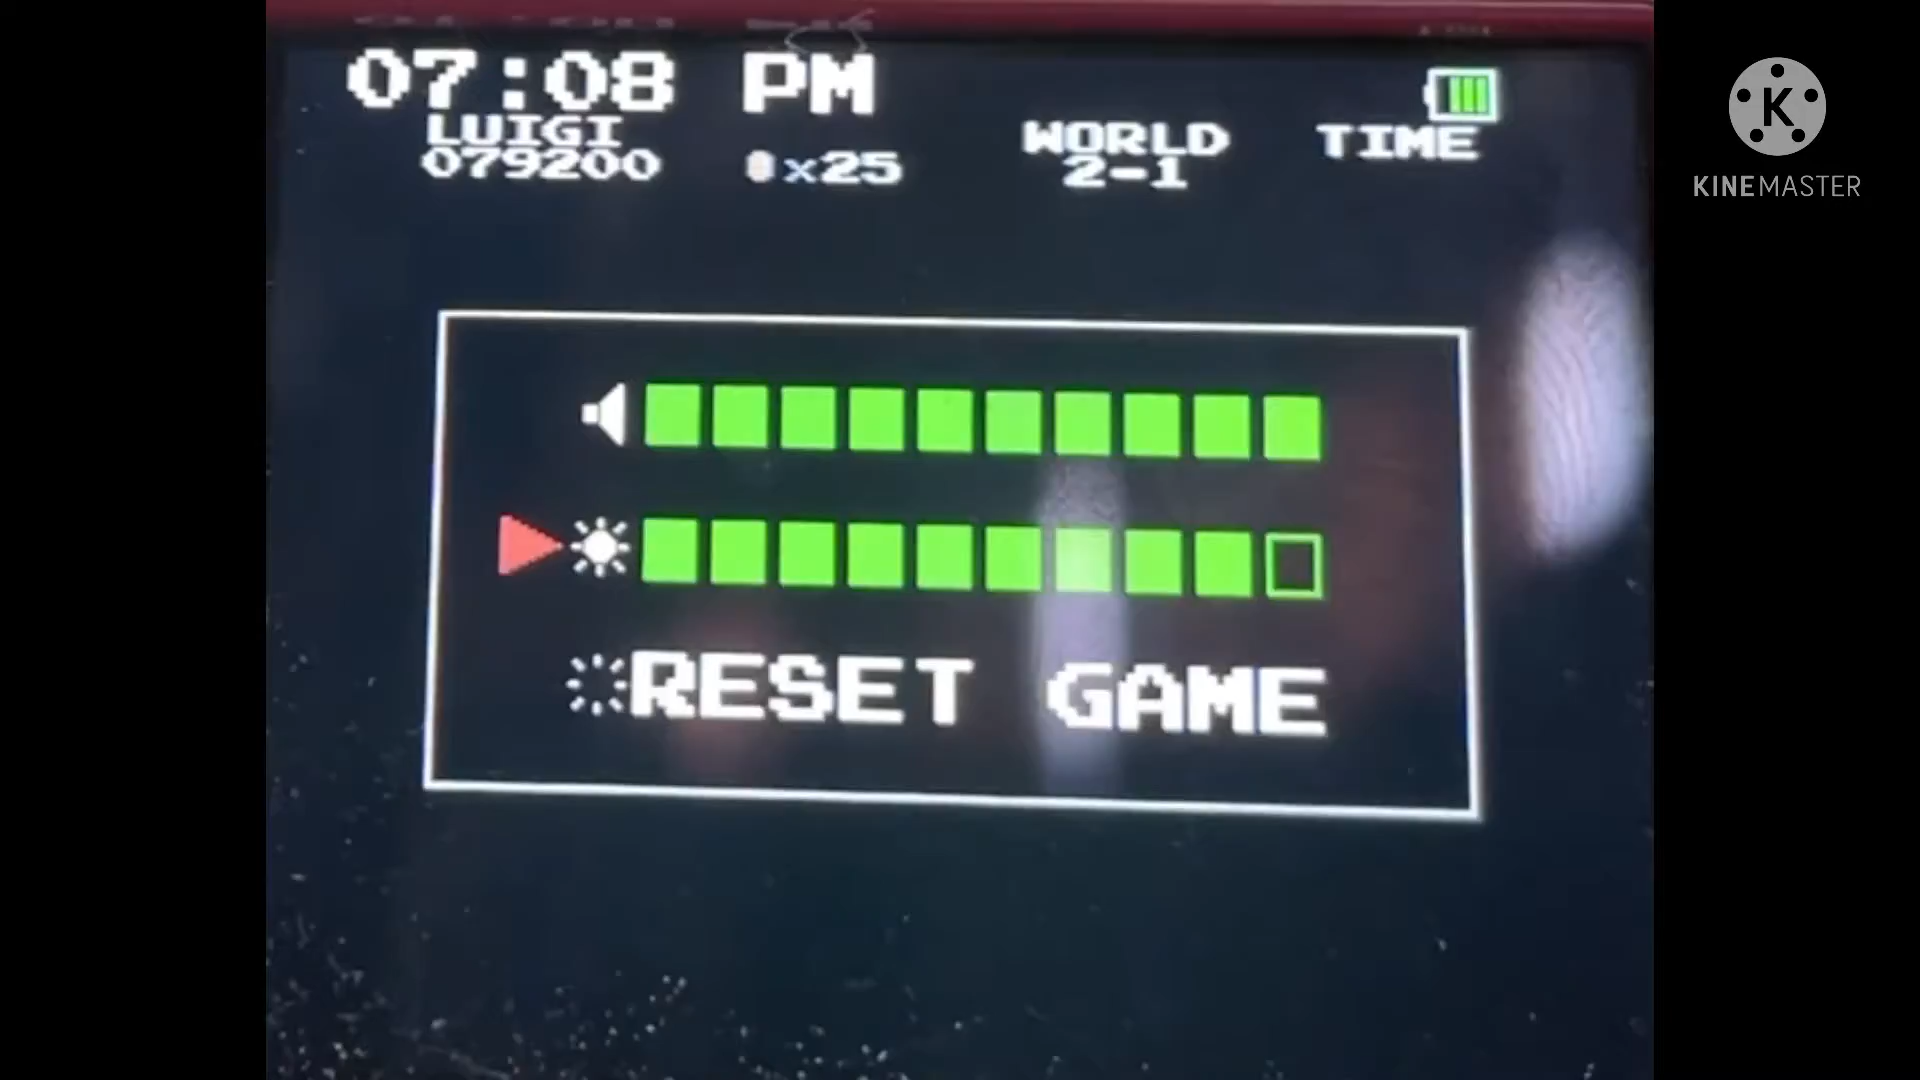 07:08 PM
LUIGI
079200
x25
WORLD
2-1
TIME
RESET GAME
K
KINEMASTER